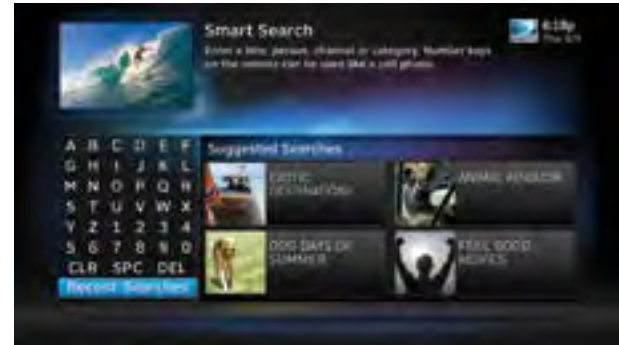 Smart Search
6:18p
Enter a title, person, channel or category. Number keys
on the remote can be used like a cell phone.
A B C D E F
G H I J K L
M N O P Q R
S T U V W X
Y Z 1 2 3 4
5 6 7 8 9 0
CLR SPC DEL
Recent Searches
Suggested Searches
EXOTIC
DESTINATIONS
DOG DAYS OF
SUMMER
FEEL GOOD
MOVIES